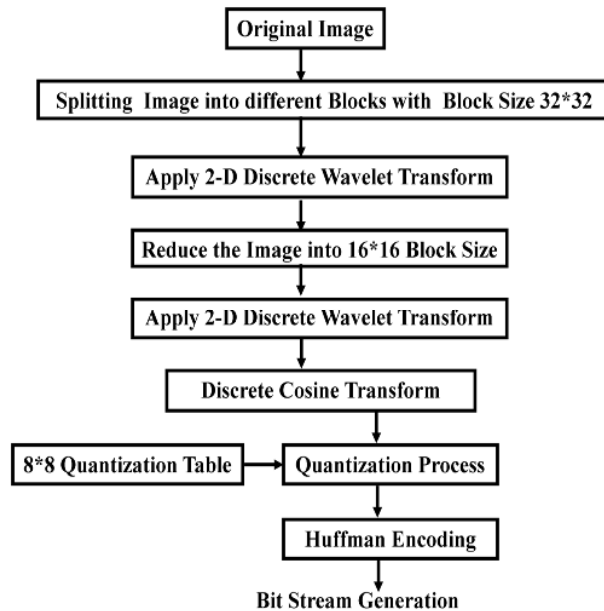 Original Image
Splitting Image into different Blocks with Block Size 32*32
Apply 2-D Discrete Wavelet Transform
Reduce the Image into 16*16 Block Size
Apply 2-D Discrete Wavelet Transform
Discrete Cosine Transform
8*8 Quantization Table
Quantization Process
Huffman Encoding
Bit Stream Generation